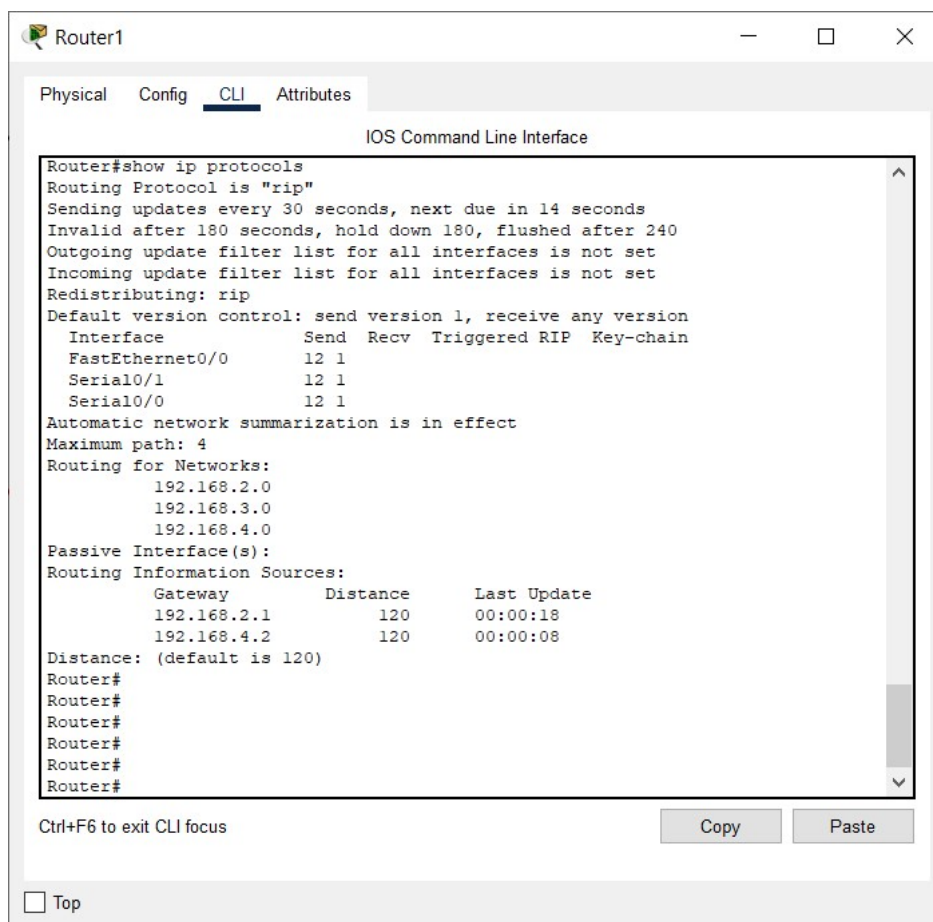 Router1
Physical Config CLI Attributes
IOS Command Line Interface
Router#show ip protocols
Routing Protocol is "rip"
Sending updates every 30 seconds, next due in 14 seconds
Invalid after 180 seconds, hold down 180, flushed after 240
Outgoing update filter list for all interfaces is not set
Incoming update filter list for all interfaces is not set
Redistributing: rip
Default version control: send version 1, receive any version
Interface Send Recv Triggered RIP Key-chain
FastEthernet0/0 12 1
Serial0/1 12 1
Serial0/0 12 1
Automatic network summarization is in effect
Maximum path: 4
Routing for Networks:
192.168.2.0
192.168.3.0
192.168.4.0
Passive Interface(s):
Routing Information Sources:
Gateway Distance Last Update
192.168.2.1 120 00:00:18
192.168.4.2 120 00:00:08
Distance: (default is 120)
Router#
Router#
Router#
Router#
Router#
Router#
Ctrl+F6 to exit CLI focus Copy Paste
Top